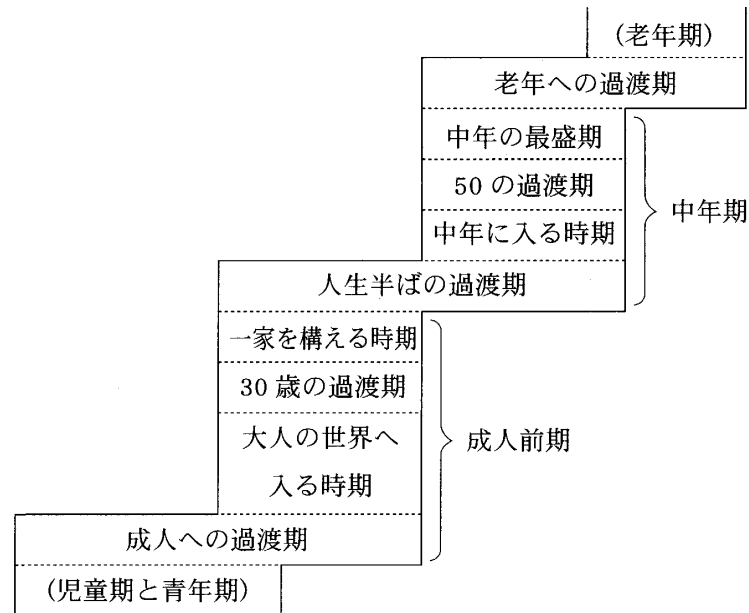 (老年期)
老年への過渡期
中年の最盛期
50 の過渡期
中年に入る時期
中年期
人生半ばの過渡期
一家を構える時期
30 歳の過渡期
大人の世界へ
入る時期
成人前期
成人への過渡期
(児童期と青年期)